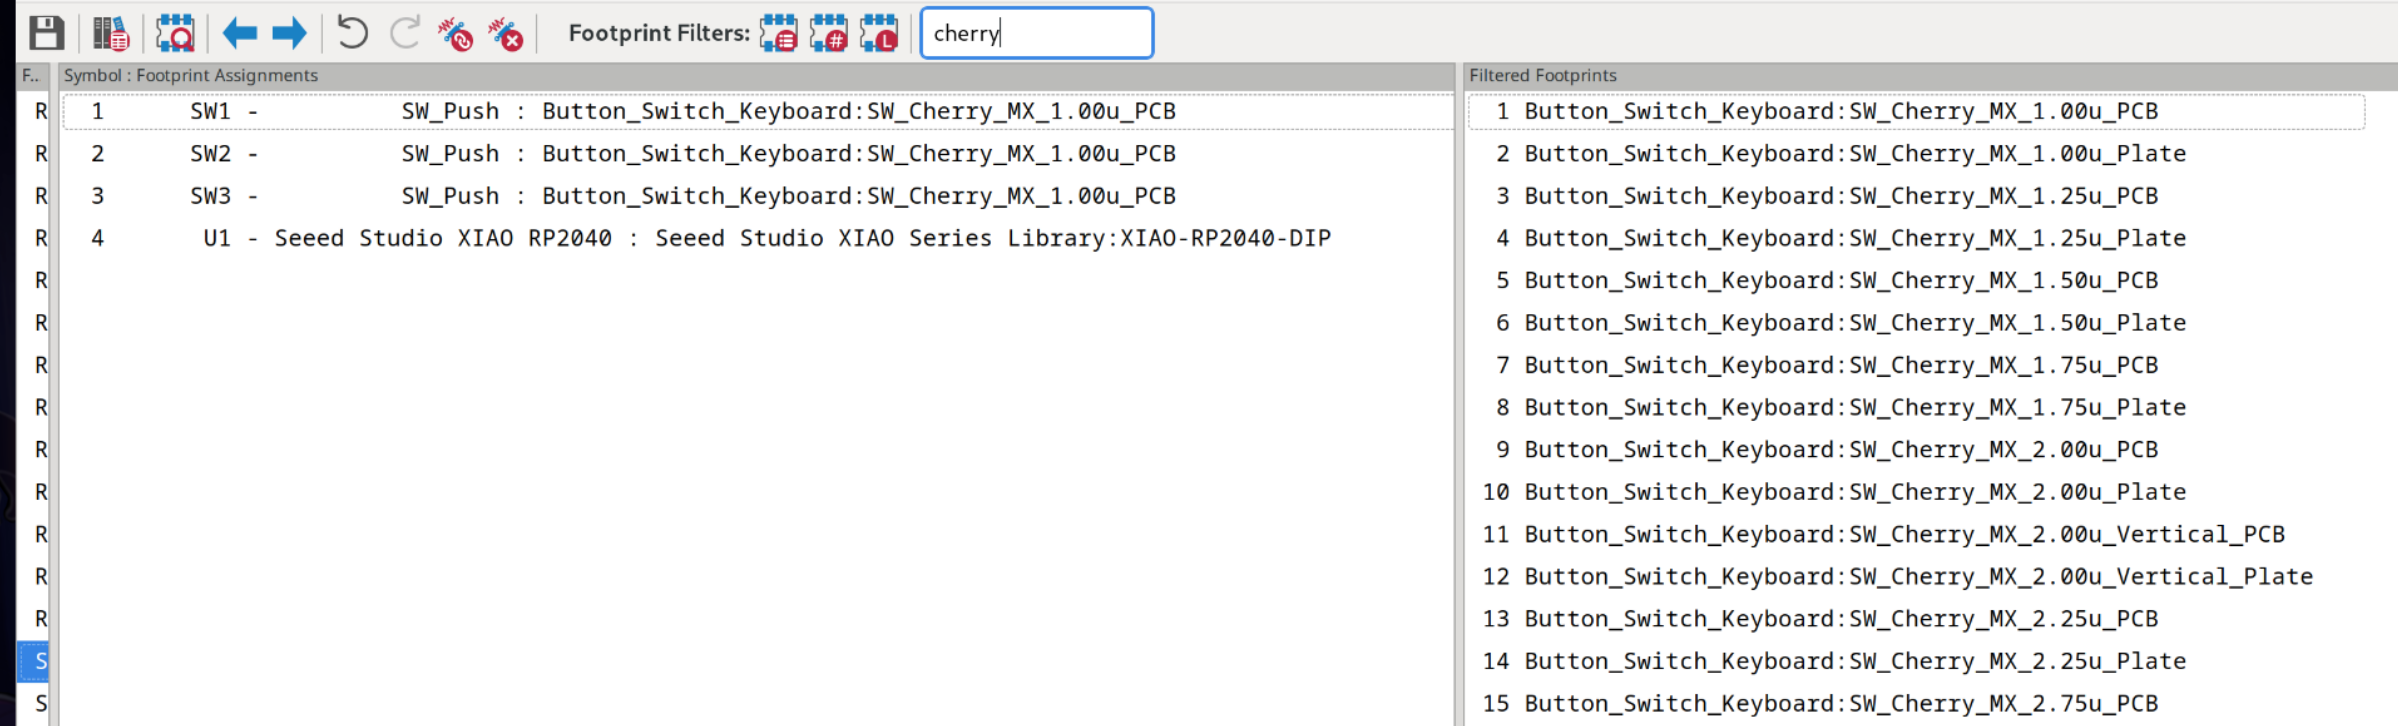 Footprint Filters: cherry
F.. Symbol : Footprint Assignments
R
R
R
R
R
R
R
R
R
R
R
R
R
S
S
1 SW1 - SW_Push : Button_Switch_Keyboard:SW_Cherry_MX_1.00u_PCB
2 SW2 - SW_Push : Button_Switch_Keyboard:SW_Cherry_MX_1.00u_PCB
3 SW3 - SW_Push : Button_Switch_Keyboard:SW_Cherry_MX_1.00u_PCB
4 U1 - Seeed Studio XIAO RP2040 : Seeed Studio XIAO Series Library:XIAO-RP2040-DIP
Filtered Footprints
1 Button_Switch_Keyboard:SW_Cherry_MX_1.00u_PCB
2 Button_Switch_Keyboard:SW_Cherry_MX_1.00u_Plate
3 Button_Switch_Keyboard:SW_Cherry_MX_1.25u_PCB
4 Button_Switch_Keyboard:SW_Cherry_MX_1.25u_Plate
5 Button_Switch_Keyboard:SW_Cherry_MX_1.50u_PCB
6 Button_Switch_Keyboard:SW_Cherry_MX_1.50u_Plate
7 Button_Switch_Keyboard:SW_Cherry_MX_1.75u_PCB
8 Button_Switch_Keyboard:SW_Cherry_MX_1.75u_Plate
9 Button_Switch_Keyboard:SW_Cherry_MX_2.00u_PCB
10 Button_Switch_Keyboard:SW_Cherry_MX_2.00u_Plate
11 Button_Switch_Keyboard:SW_Cherry_MX_2.00u_Vertical_PCB
12 Button_Switch_Keyboard:SW_Cherry_MX_2.00u_Vertical_Plate
13 Button_Switch_Keyboard:SW_Cherry_MX_2.25u_PCB
14 Button_Switch_Keyboard:SW_Cherry_MX_2.25u_Plate
15 Button_Switch_Keyboard:SW_Cherry_MX_2.75u_PCB